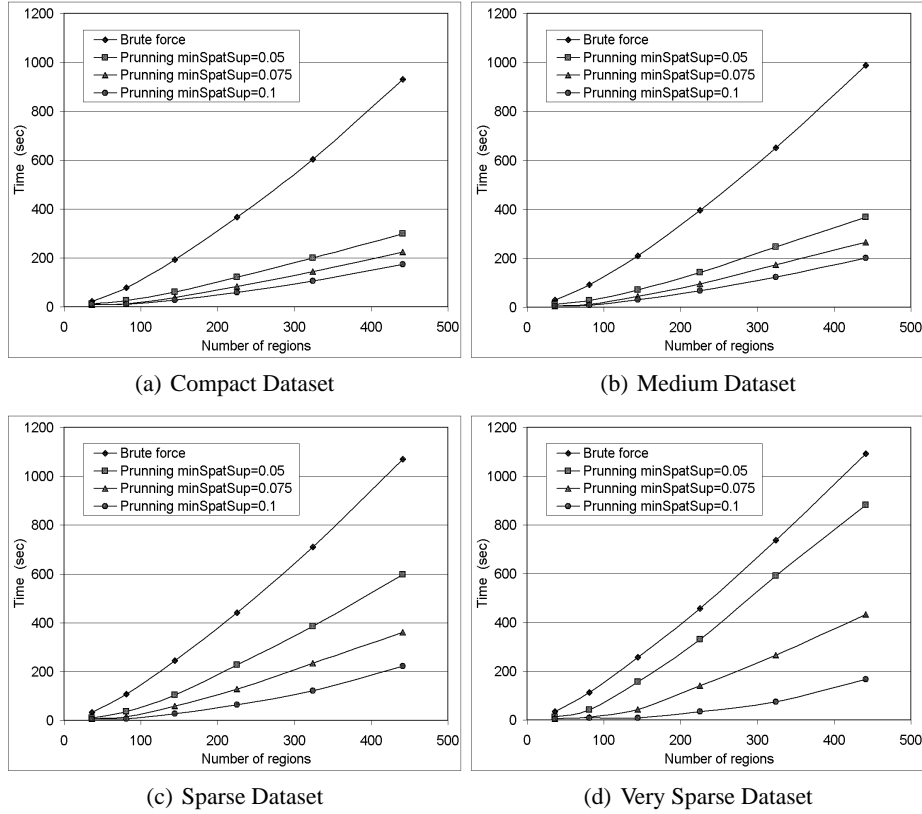 1200
1000
800
600
400
200
0
Time (sec)
Brute force
Prunning minSpatSup=0.05
Prunning minSpatSup=0.075
Prunning minSpatSup=0.1
0 100 200 300 400 500
Number of regions
(a) Compact Dataset
1200
1000
800
600
400
200
0
Time (sec)
Brute force
Prunning minSpatSup=0.05
Prunning minSpatSup=0.075
Prunning minSpatSup=0.1
0 100 200 300 400 500
Number of regions
(b) Medium Dataset
1200
1000
800
600
400
200
0
Time (sec)
Brute force
Prunning minSpatSup=0.05
Prunning minSpatSup=0.075
Prunning minSpatSup=0.1
0 100 200 300 400 500
Number of regions
(c) Sparse Dataset
1200
1000
800
600
400
200
0
Time (sec)
Brute force
Prunning minSpatSup=0.05
Prunning minSpatSup=0.075
Prunning minSpatSup=0.1
0 100 200 300 400 500
Number of regions
(d) Very Sparse Dataset